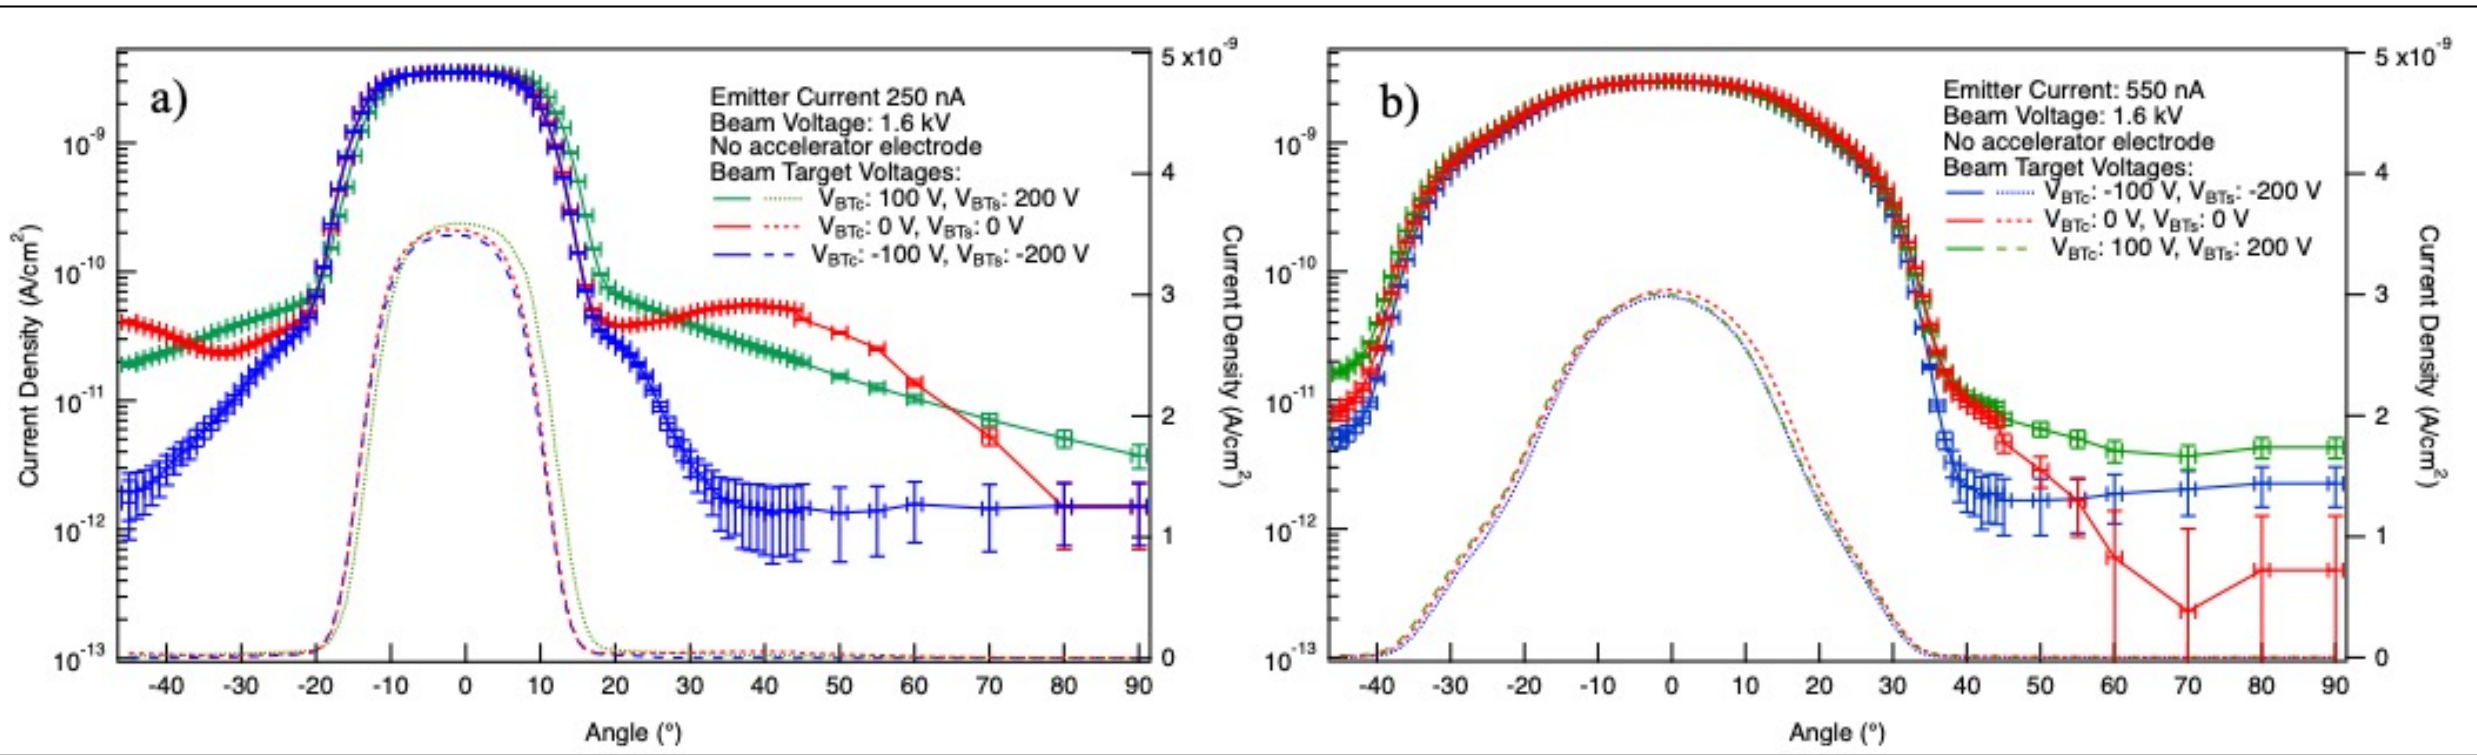 a)
5 x10⁻⁹
4
3
2
1
0
10⁻⁹
10⁻¹⁰
10⁻¹¹
10⁻¹²
10⁻¹³
Current Density (A/cm²)
Emitter Current 250 nA
Beam Voltage: 1.6 kV
No accelerator electrode
Beam Target Voltages:
V_BTc: 100 V, V_BTs: 200 V
V_BTc: 0 V, V_BTs: 0 V
V_BTc: -100 V, V_BTs: -200 V
Current Density (A/cm²)
-40 -30 -20 -10 0 10 20 30 40 50 60 70 80 90
Angle (°)
b)
5 x10⁻⁹
4
3
2
1
0
10⁻⁹
10⁻¹⁰
10⁻¹¹
10⁻¹²
10⁻¹³
Emitter Current: 550 nA
Beam Voltage: 1.6 kV
No accelerator electrode
Beam Target Voltages:
V_BTc: -100 V, V_BTs: -200 V
V_BTc: 0 V, V_BTs: 0 V
V_BTc: 100 V, V_BTs: 200 V
Current Density (A/cm²)
-40 -30 -20 -10 0 10 20 30 40 50 60 70 80 90
Angle (°)